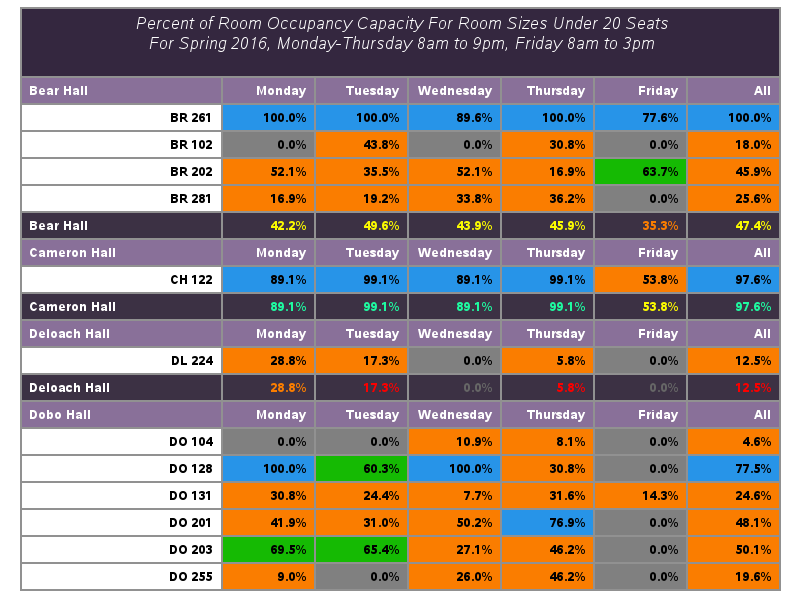 Percent of Room Occupancy Capacity For Room Sizes Under 20 Seats
For Spring 2016, Monday-Thursday 8am to 9pm, Friday 8am to 3pm
Bear Hall Monday Tuesday Wednesday Thursday Friday All
BR 261 100.0% 100.0% 89.6% 100.0% 77.6% 100.0%
BR 102 0.0% 43.8% 0.0% 30.8% 0.0% 18.0%
BR 202 52.1% 35.5% 52.1% 16.9% 63.7% 45.9%
BR 281 16.9% 19.2% 33.8% 36.2% 0.0% 25.6%
Bear Hall 42.2% 49.6% 43.9% 45.9% 35.3% 47.4%
Cameron Hall Monday Tuesday Wednesday Thursday Friday All
CH 122 89.1% 99.1% 89.1% 99.1% 53.8% 97.6%
Cameron Hall 89.1% 99.1% 89.1% 99.1% 53.8% 97.6%
Deloach Hall Monday Tuesday Wednesday Thursday Friday All
DL 224 28.8% 17.3% 0.0% 5.8% 0.0% 12.5%
Deloach Hall 28.8% 17.3% 0.0% 5.8% 0.0% 12.5%
Dobo Hall Monday Tuesday Wednesday Thursday Friday All
DO 104 0.0% 0.0% 10.9% 8.1% 0.0% 4.6%
DO 128 100.0% 60.3% 100.0% 30.8% 0.0% 77.5%
DO 131 30.8% 24.4% 7.7% 31.6% 14.3% 24.6%
DO 201 41.9% 31.0% 50.2% 76.9% 0.0% 48.1%
DO 203 69.5% 65.4% 27.1% 46.2% 0.0% 50.1%
DO 255 9.0% 0.0% 26.0% 46.2% 0.0% 19.6%